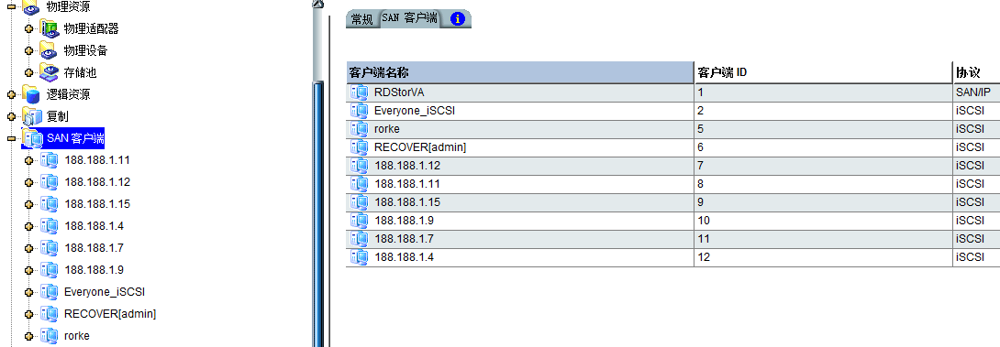 物理资源
物理适配器
物理设备
存储池
逻辑资源
复制
SAN 客户端
188.188.1.11
188.188.1.12
188.188.1.15
188.188.1.4
188.188.1.7
188.188.1.9
Everyone_iSCSI
RECOVER[admin]
rorke
常规 SAN 客户端
客户端名称 客户端 ID 协议
RDStorVA 1 SAN/IP
Everyone_iSCSI 2 iSCSI
rorke 5 iSCSI
RECOVER[admin] 6 iSCSI
188.188.1.12 7 iSCSI
188.188.1.11 8 iSCSI
188.188.1.15 9 iSCSI
188.188.1.9 10 iSCSI
188.188.1.7 11 iSCSI
188.188.1.4 12 iSCSI